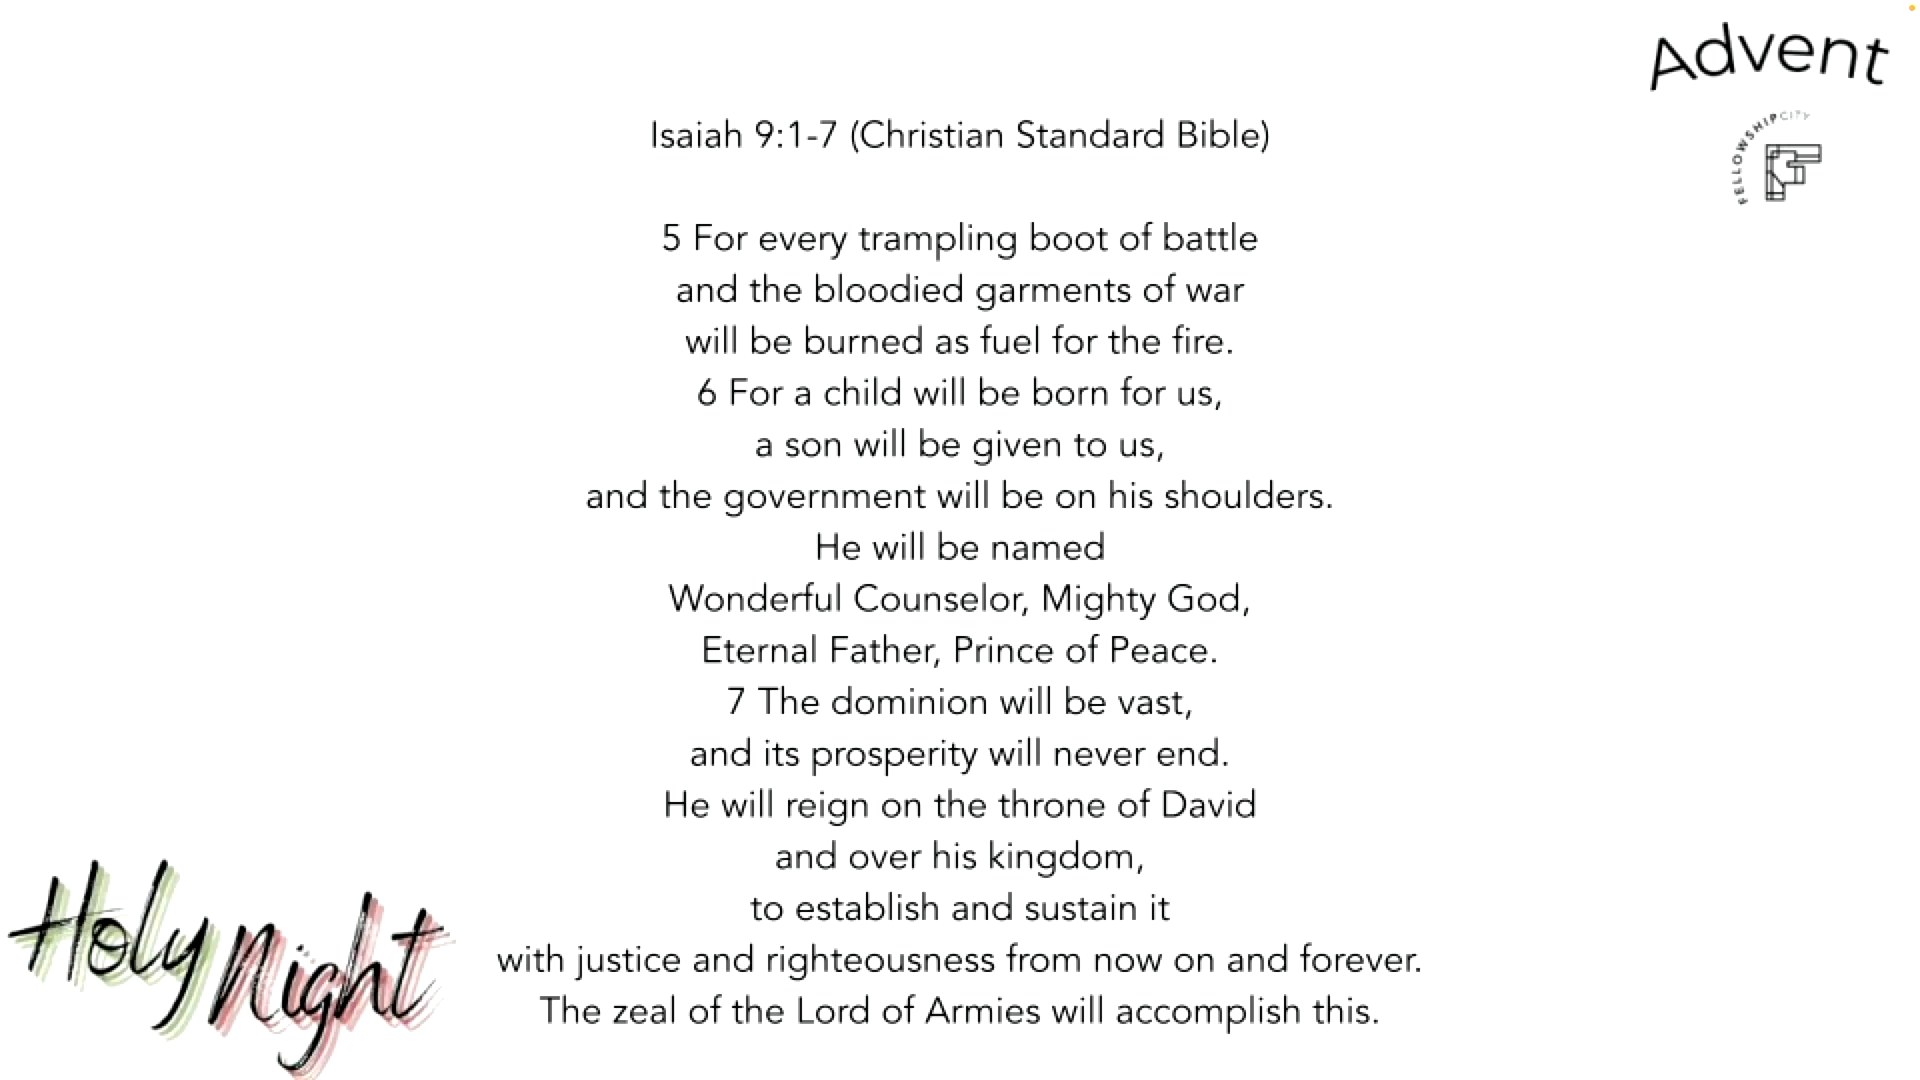 Advent
FELLOWSHIP CITY
Isaiah 9:1-7 (Christian Standard Bible)
5 For every trampling boot of battle
and the bloodied garments of war
will be burned as fuel for the fire.
6 For a child will be born for us,
a son will be given to us,
and the government will be on his shoulders.
He will be named
Wonderful Counselor, Mighty God,
Eternal Father, Prince of Peace.
7 The dominion will be vast,
and its prosperity will never end.
He will reign on the throne of David
and over his kingdom,
to establish and sustain it
with justice and righteousness from now on and forever.
The zeal of the Lord of Armies will accomplish this.
Holy Night